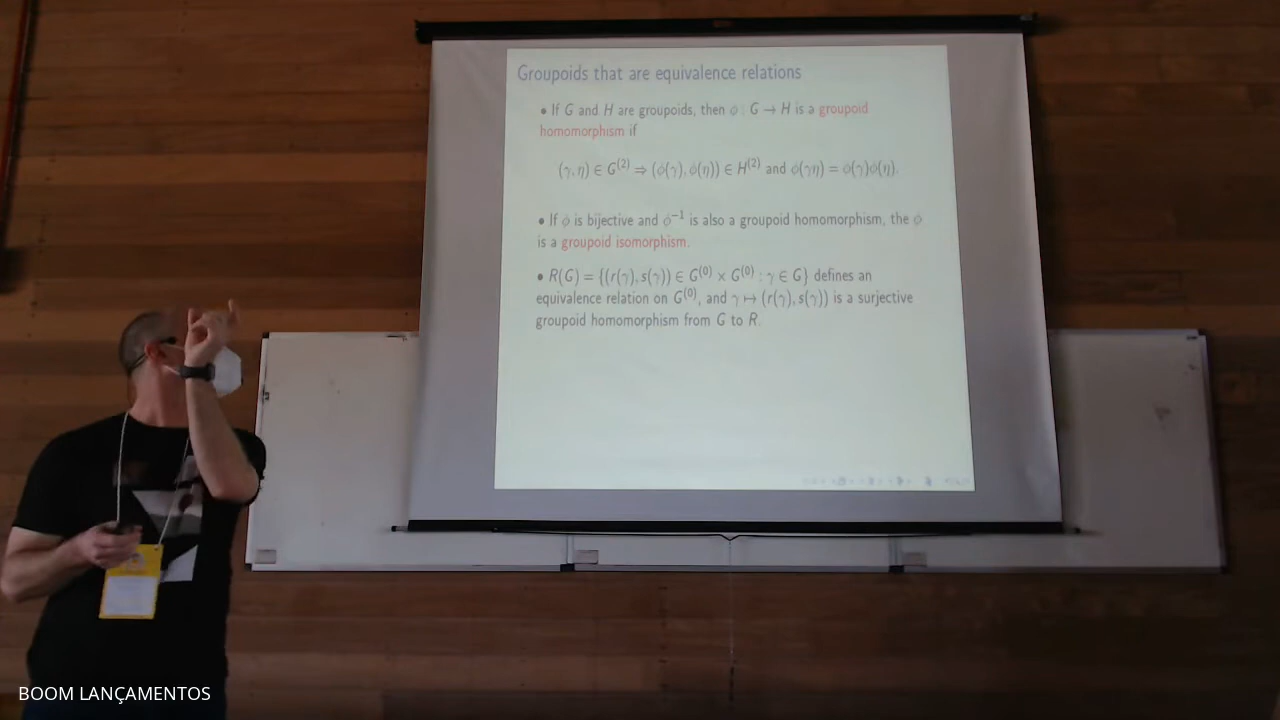 Groupoids that are equivalence relations
• If G and H are groupoids, then ϕ : G → H is a groupoid
homomorphism if
(γ, η) ∈ G⁽²⁾ ⇒ (ϕ(γ), ϕ(η)) ∈ H⁽²⁾ and ϕ(γη) = ϕ(γ)ϕ(η).
• If ϕ is bijective and ϕ⁻¹ is also a groupoid homomorphism, the ϕ
is a groupoid isomorphism.
• R(G) = {(r(γ), s(γ)) ∈ G⁽⁰⁾ × G⁽⁰⁾ : γ ∈ G} defines an
equivalence relation on G⁽⁰⁾, and γ ↦ (r(γ), s(γ)) is a surjective
groupoid homomorphism from G to R.
BOOM LANÇAMENTOS